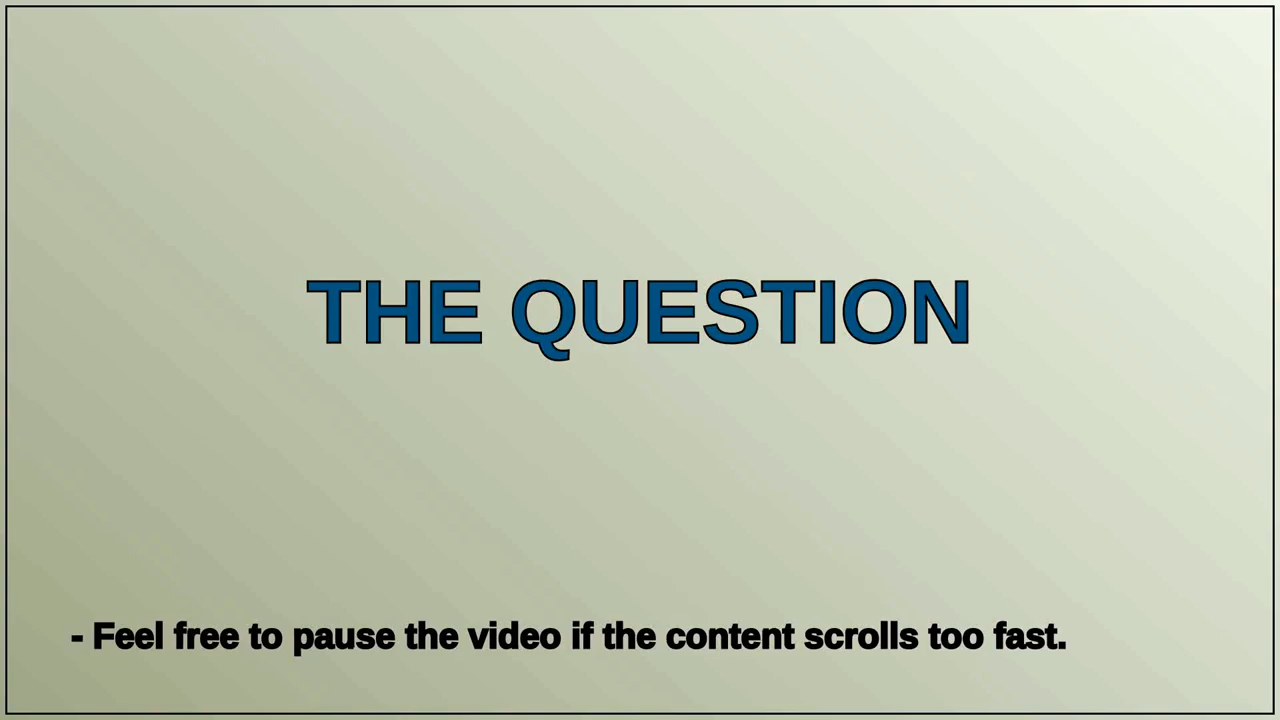 THE QUESTION
- Feel free to pause the video if the content scrolls too fast.